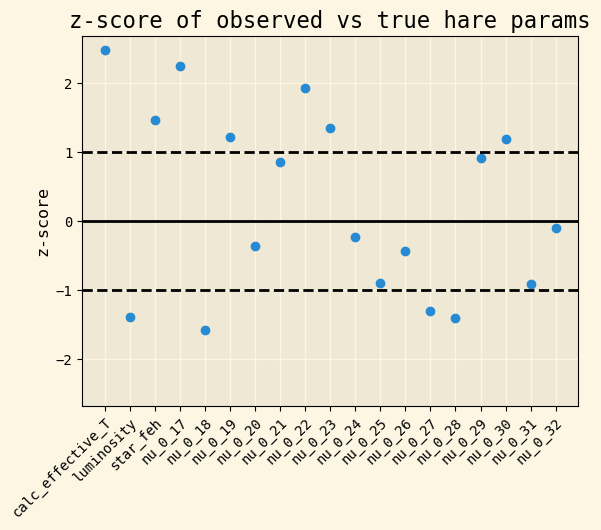 z-score of observed vs true hare params
z-score
2
1
0
−1
−2
calc_effective_T
luminosity
star_feh
nu_0_17
nu_0_18
nu_0_19
nu_0_20
nu_0_21
nu_0_22
nu_0_23
nu_0_24
nu_0_25
nu_0_26
nu_0_27
nu_0_28
nu_0_29
nu_0_30
nu_0_31
nu_0_32